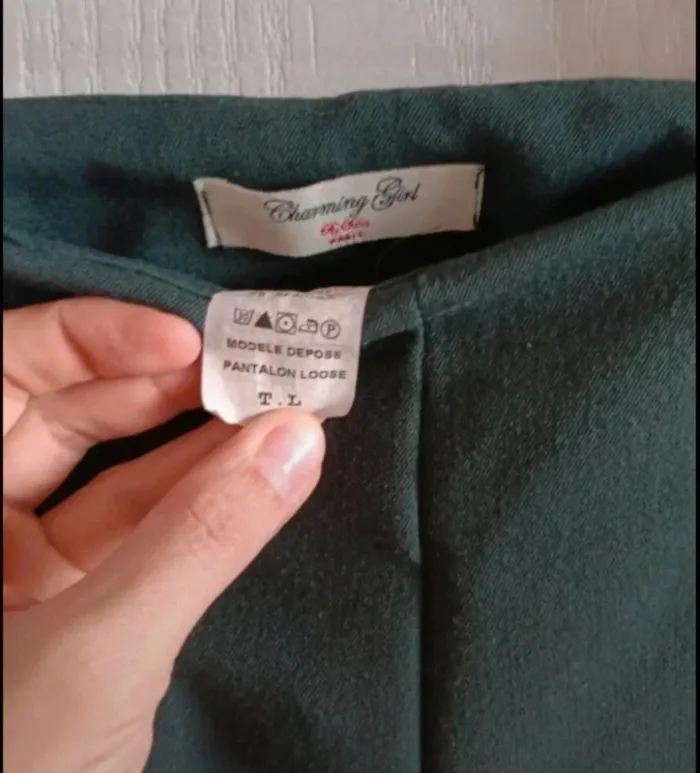 Charming Girl
PARIS
P
MODELE DEPOSE
PANTALON LOOSE
T.L